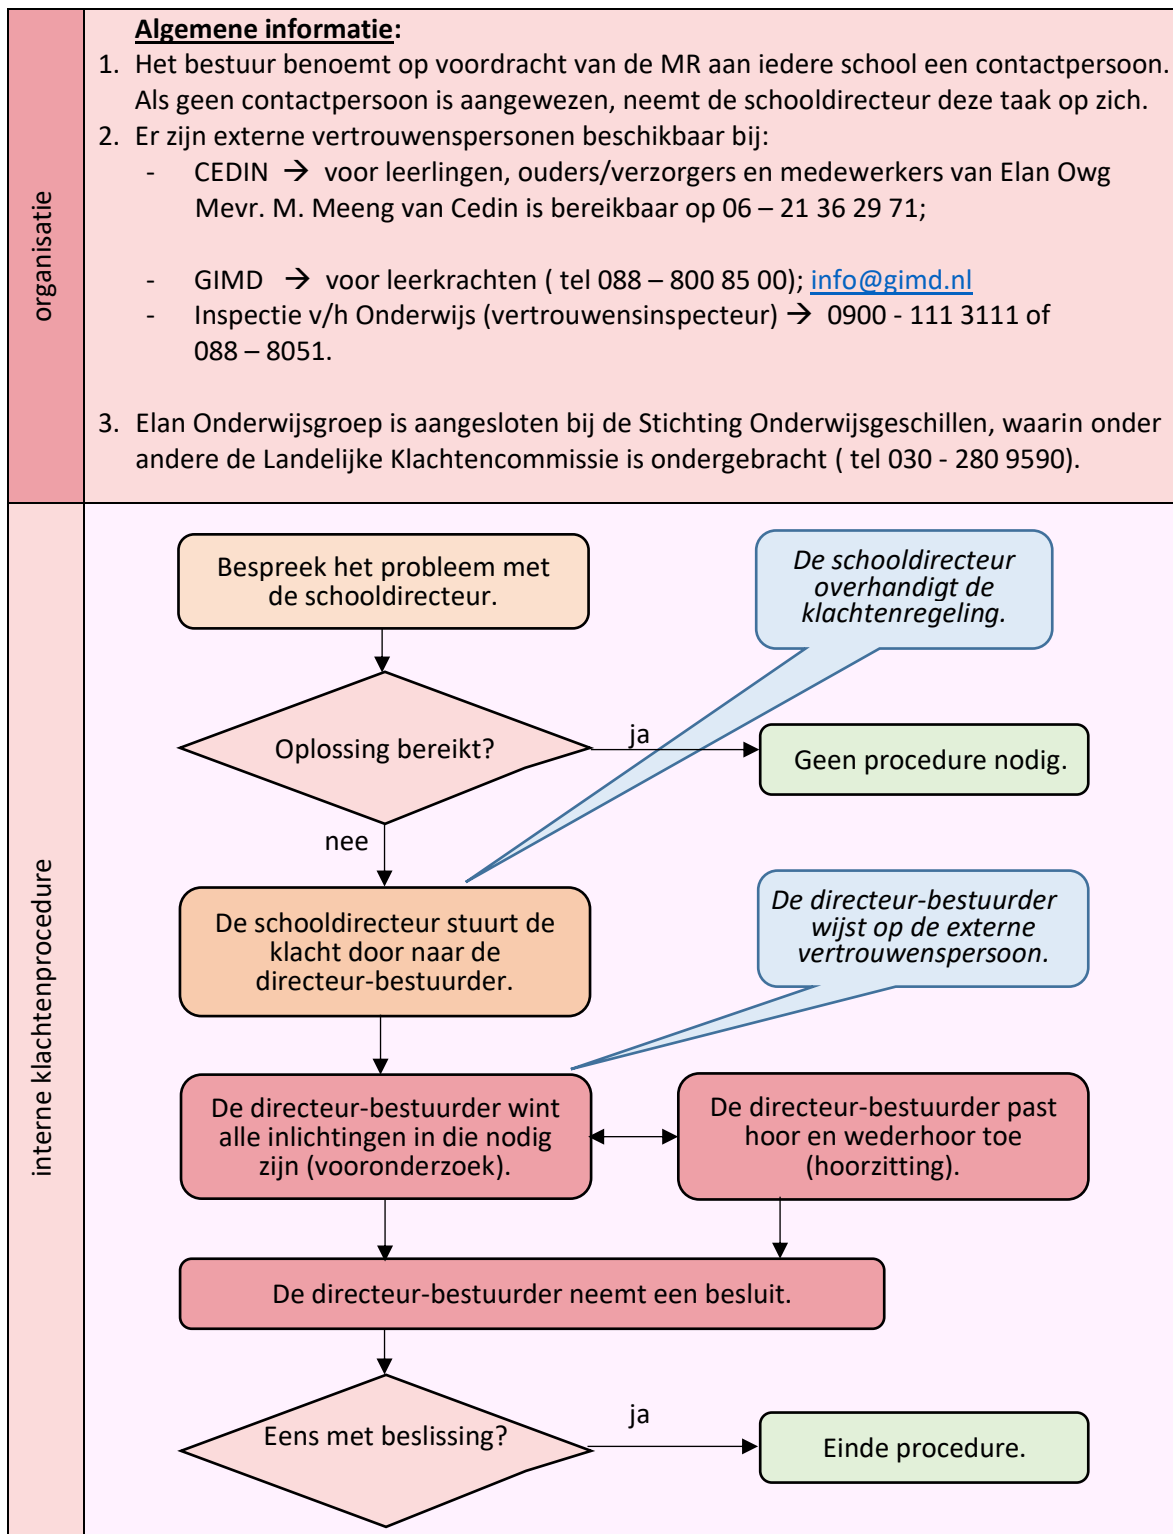 Algemene informatie:
1. Het bestuur benoemt op voordracht van de MR aan iedere school een contactpersoon.
Als geen contactpersoon is aangewezen, neemt de schooldirecteur deze taak op zich.
2. Er zijn externe vertrouwenspersonen beschikbaar bij:
- CEDIN → voor leerlingen, ouders/verzorgers en medewerkers van Elan Owg
Mevr. M. Meeng van Cedin is bereikbaar op 06 – 21 36 29 71;
- GIMD → voor leerkrachten ( tel 088 – 800 85 00); info@gimd.nl
- Inspectie v/h Onderwijs (vertrouwensinspecteur) → 0900 - 111 3111 of
088 – 8051.
3. Elan Onderwijsgroep is aangesloten bij de Stichting Onderwijsgeschillen, waarin onder
andere de Landelijke Klachtencommissie is ondergebracht ( tel 030 - 280 9590).
organisatie
Bespreek het probleem met
de schooldirecteur.
De schooldirecteur
overhandigt de
klachtenregeling.
Oplossing bereikt?
ja
Geen procedure nodig.
nee
De schooldirecteur stuurt de
klacht door naar de
directeur-bestuurder.
De directeur-bestuurder
wijst op de externe
vertrouwenspersoon.
interne klachtenprocedure
De directeur-bestuurder wint
alle inlichtingen in die nodig
zijn (vooronderzoek).
De directeur-bestuurder past
hoor en wederhoor toe
(hoorzitting).
De directeur-bestuurder neemt een besluit.
Eens met beslissing?
ja
Einde procedure.